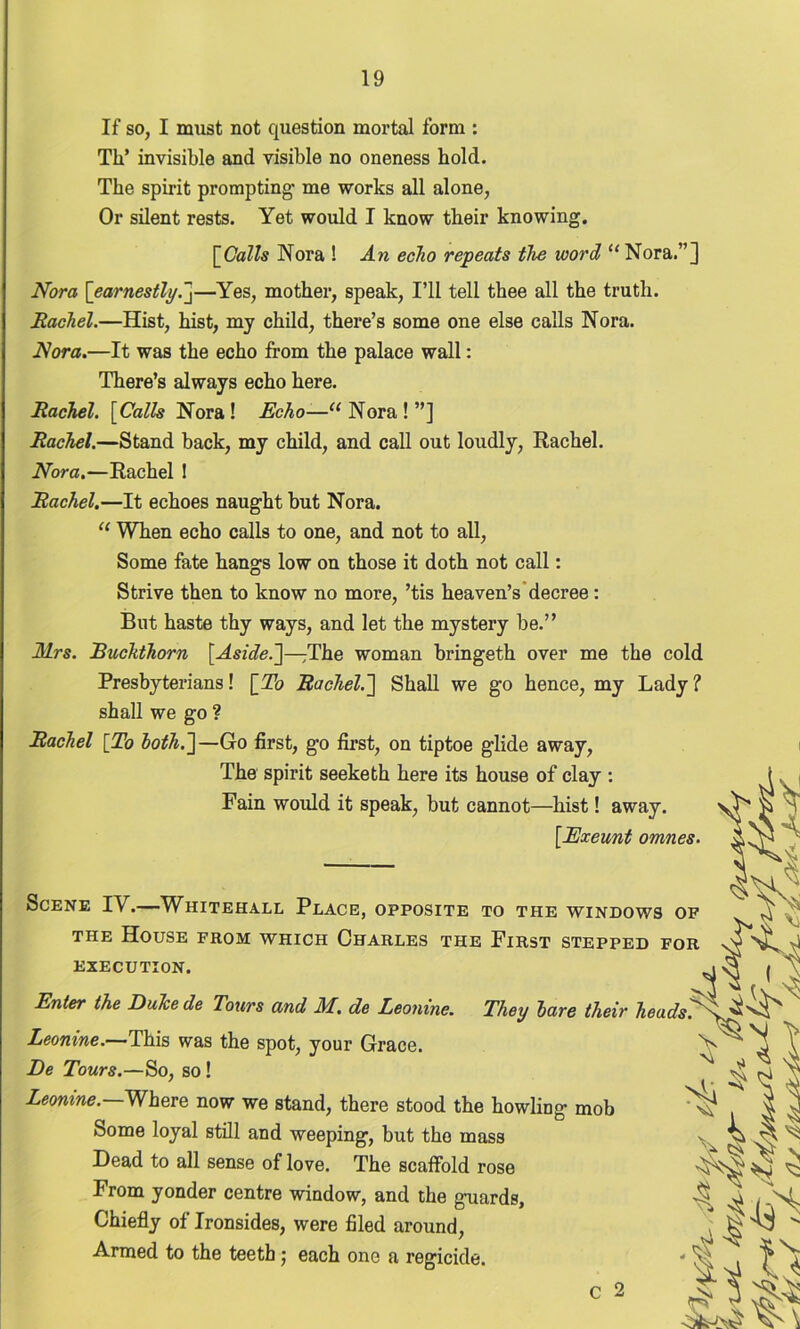 19
If so, I must not question mortal form :
Th’ invisible and visible no oneness hold.
The spirit prompting me works all alone,
Or silent rests. Yet would I know their knowing.
[Calls Nora ! An echo repeats the word “ Nora.”]
Nora [earnestly.]—Yes, mother, speak, I’ll tell thee all the truth.
Rachel.—Hist, hist, my child, there’s some one else calls Nora.
Nora.—It was the echo from the palace wall :
There’s always echo here.
Rachel. [Calls Nora ! Echo—“ Nora ! ”]
Rachel.—Stand back, my child, and call out loudly, Rachel.
Nora.—Rachel !
Rachel.—It echoes naught but Nora.
“ When echo calls to one, and not to all,
Some fate hangs low on those it doth not call :
Strive then to know no more, ’tis heaven’s decree :
But haste thy ways, and let the mystery be.”
Mrs. Buckthorn [Aside.]—The woman bringeth over me the cold
Presbyterians ! [To Rachel.] Shall we go hence, my Lady ?
shall we go ?
Rachel [To both.]—Go first, go first, on tiptoe glide away,
The spirit seeketh here its house of clay :
Fain would it speak, but cannot—hist ! away.
[Exeunt omnes.
Scene IV.—Whitehall Place, opposite to the windows of
the House from which Charles the First stepped for
execution.
Enter the Duke de Tours and M. de Leonine. They bare their heads.
Leonine.—This was the spot, your Grace.
De Tours.—So, so !
Leonine.—Where now we stand, there stood the howling mob
Some loyal still and weeping, but the mass
Dead to all sense of love. The scaffold rose
From yonder centre window, and the guards,
Chiefly of Ironsides, were filed around,
Armed to the teeth ; each one a regicide.
C 2